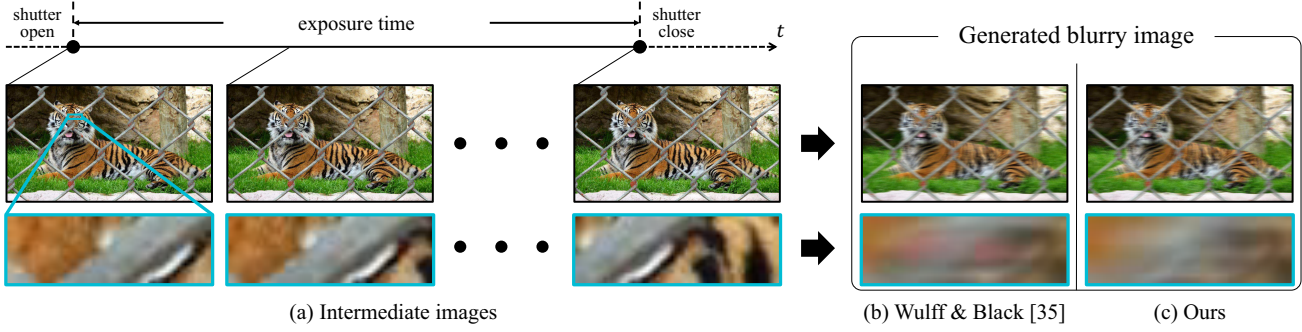 shutter
open
exposure time
shutter
close
t
Generated blurry image
(a) Intermediate images
(b) Wulff & Black [35]
(c) Ours